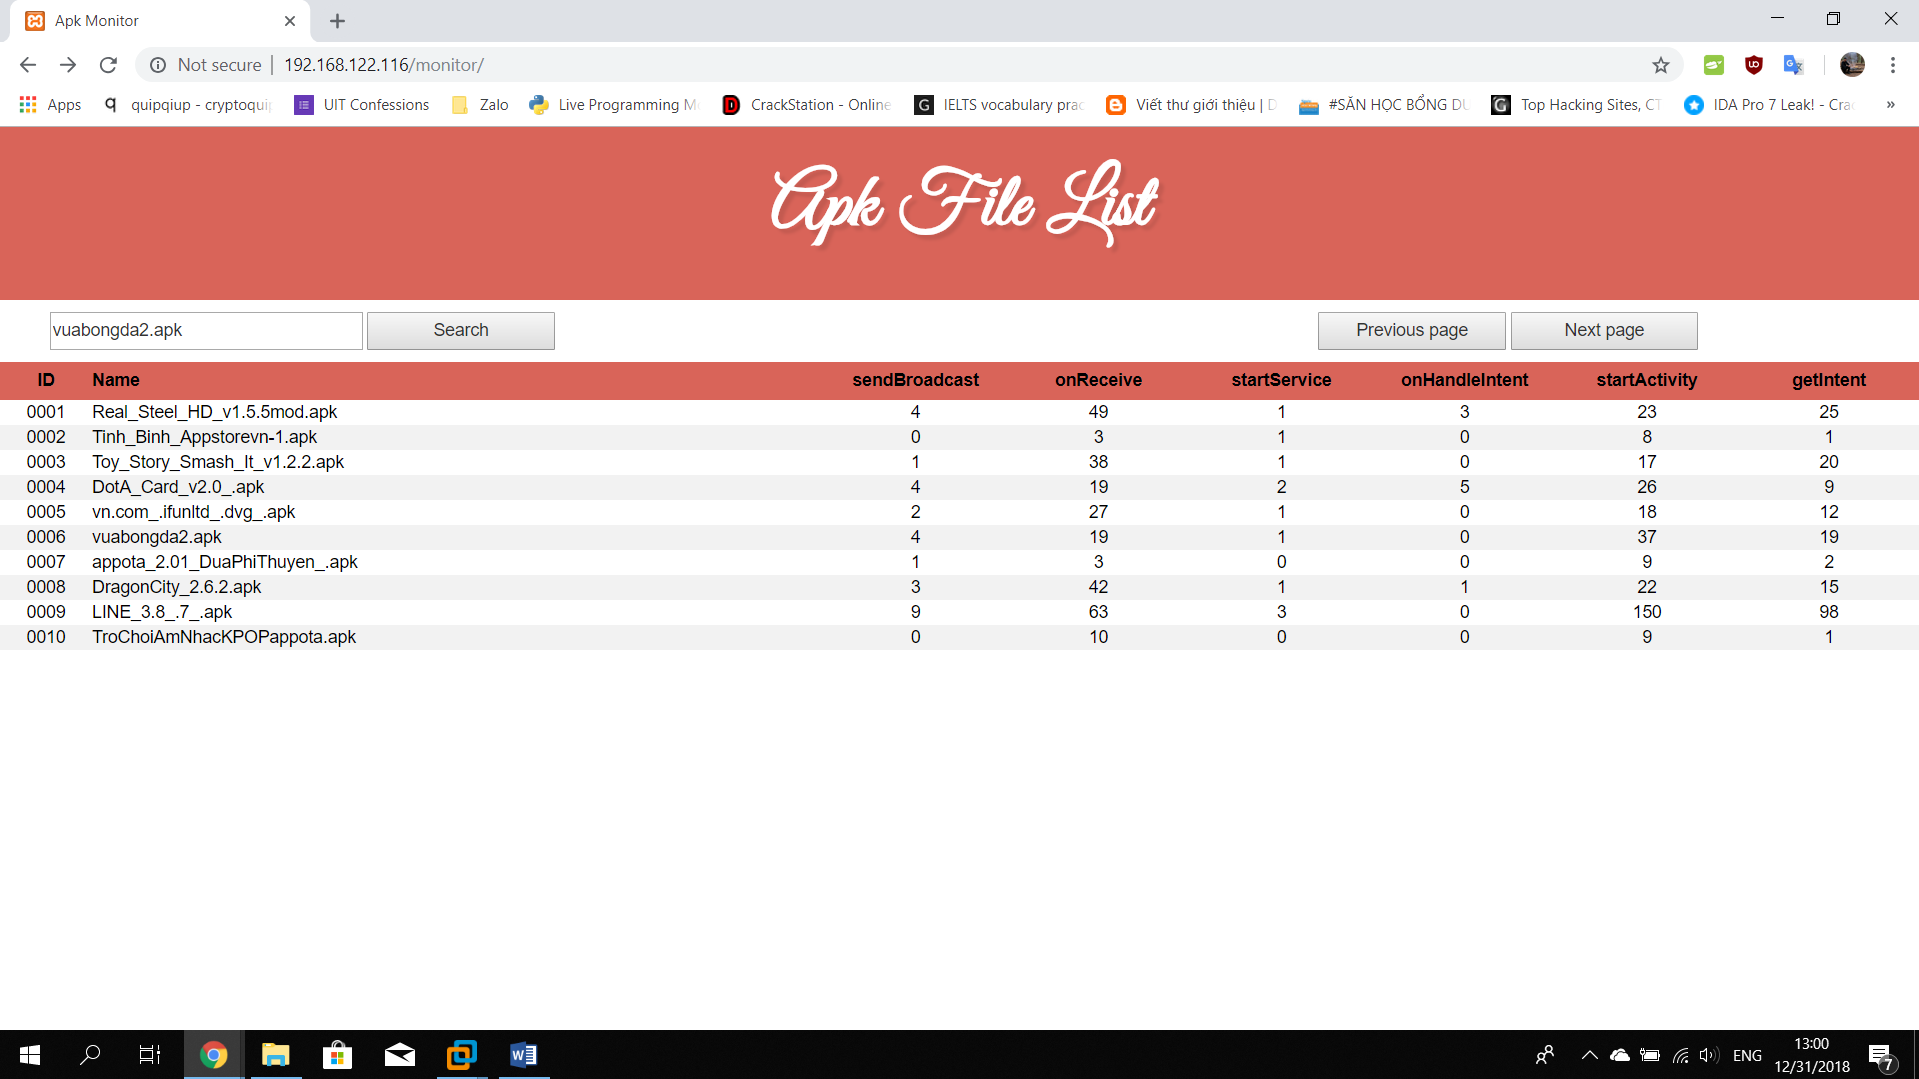 Apk Monitor
Not secure 192.168.122.116/monitor/
Apps quipqiup - cryptoquip UIT Confessions Zalo Live Programming M CrackStation - Online IELTS vocabulary prac Viết thư giới thiệu | D #SĂN HỌC BỔNG DU Top Hacking Sites, CT IDA Pro 7 Leak! - Cra »
Apk File List
vuabongda2.apk Search Previous page Next page
ID Name sendBroadcast onReceive startService onHandleIntent startActivity getIntent
0001 Real_Steel_HD_v1.5.5mod.apk 4 49 1 3 23 25
0002 Tinh_Binh_Appstorevn-1.apk 0 3 1 0 8 1
0003 Toy_Story_Smash_It_v1.2.2.apk 1 38 1 0 17 20
0004 DotA_Card_v2.0_.apk 4 19 2 5 26 9
0005 vn.com_.ifunltd_.dvg_.apk 2 27 1 0 18 12
0006 vuabongda2.apk 4 19 1 0 37 19
0007 appota_2.01_DuaPhiThuyen_.apk 1 3 0 0 9 2
0008 DragonCity_2.6.2.apk 3 42 1 1 22 15
0009 LINE_3.8_.7_.apk 9 63 3 0 150 98
0010 TroChoiAmNhacKPOPappota.apk 0 10 0 0 9 1
ENG
13:00
12/31/2018
7